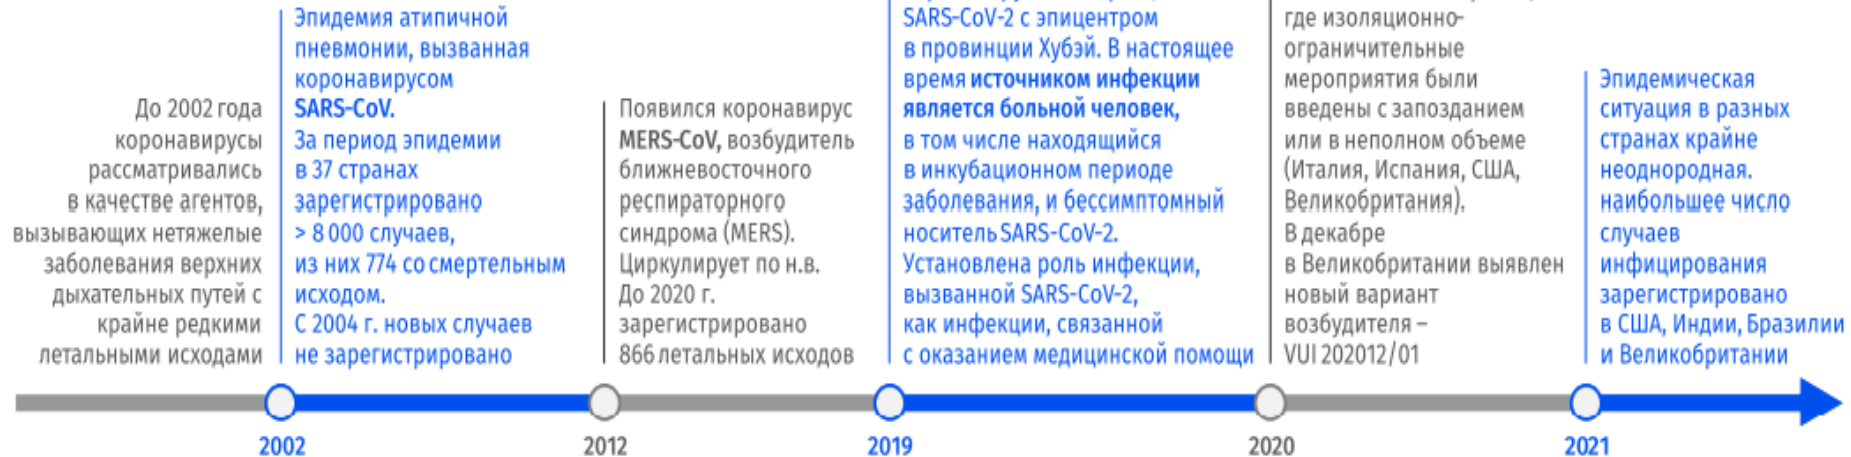 До 2002 года
коронавирусы
рассматривались
в качестве агентов,
вызывающих нетяжелые
заболевания верхних
дыхательных путей с
крайне редкими
летальными исходами
Эпидемия атипичной
пневмонии, вызванная
коронавирусом
SARS-CoV.
За период эпидемии
в 37 странах
зарегистрировано
> 8 000 случаев,
из них 774 со смертельным
исходом.
С 2004 г. новых случаев
не зарегистрировано
Появился коронавирус
MERS-CoV, возбудитель
ближневосточного
респираторного
синдрома (MERS).
Циркулирует по н.в.
До 2020 г.
зарегистрировано
866 летальных исходов
SARS-CoV-2 с эпицентром
в провинции Хубэй. В настоящее
время источником инфекции
является больной человек,
в том числе находящийся
в инкубационном периоде
заболевания, и бессимптомный
носитель SARS-CoV-2.
Установлена роль инфекции,
вызванной SARS-CoV-2,
как инфекции, связанной
с оказанием медицинской помощи
где изоляционно-
ограничительные
мероприятия были
введены с запозданием
или в неполном объеме
(Италия, Испания, США,
Великобритания).
В декабре
в Великобритании выявлен
новый вариант
возбудителя –
VUI 202012/01
Эпидемическая
ситуация в разных
странах крайне
неоднородная.
наибольшее число
случаев
инфицирования
зарегистрировано
в США, Индии, Бразилии
и Великобритании
2002
2012
2019
2020
2021